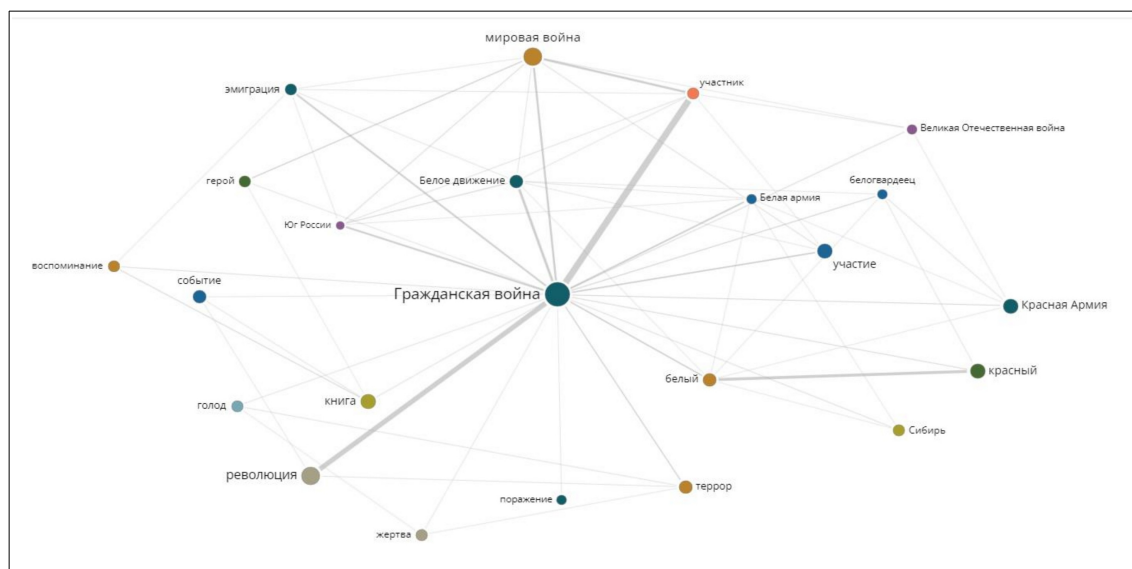 мировая война
участник
эмиграция
Великая Отечественная война
герой
Белое движение
белогвардеец
Белая армия
Юг России
воспоминание
участие
событие
Гражданская война
Красная Армия
красный
белый
голод
книга
Сибирь
революция
террор
поражение
жертва